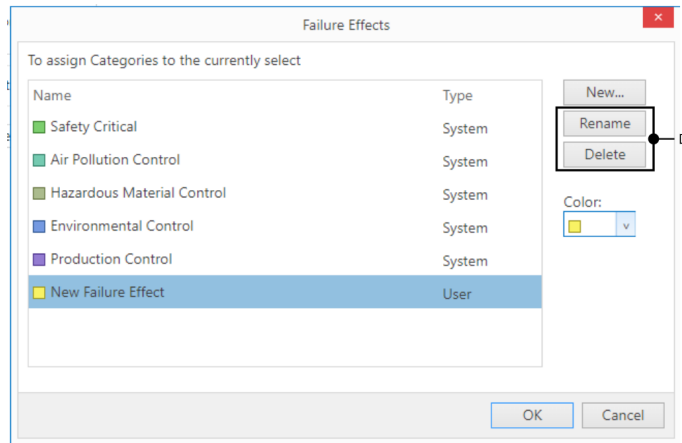 Failure Effects
To assign Categories to the currently select
Name Type
Safety Critical System
Air Pollution Control System
Hazardous Material Control System
Environmental Control System
Production Control System
New Failure Effect User
New...
Rename
Delete
Color:
OK Cancel